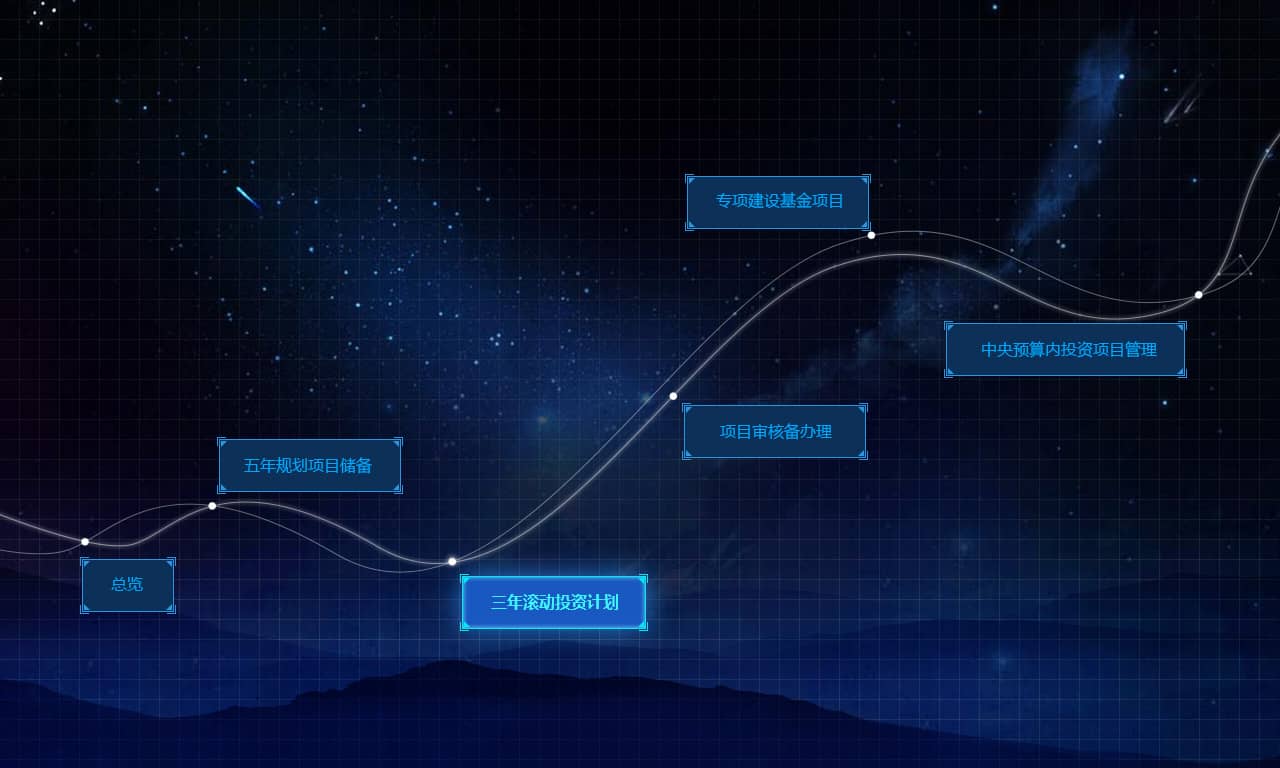 专项建设基金项目
中央预算内投资项目管理
项目审核备办理
五年规划项目储备
总览
三年滚动投资计划